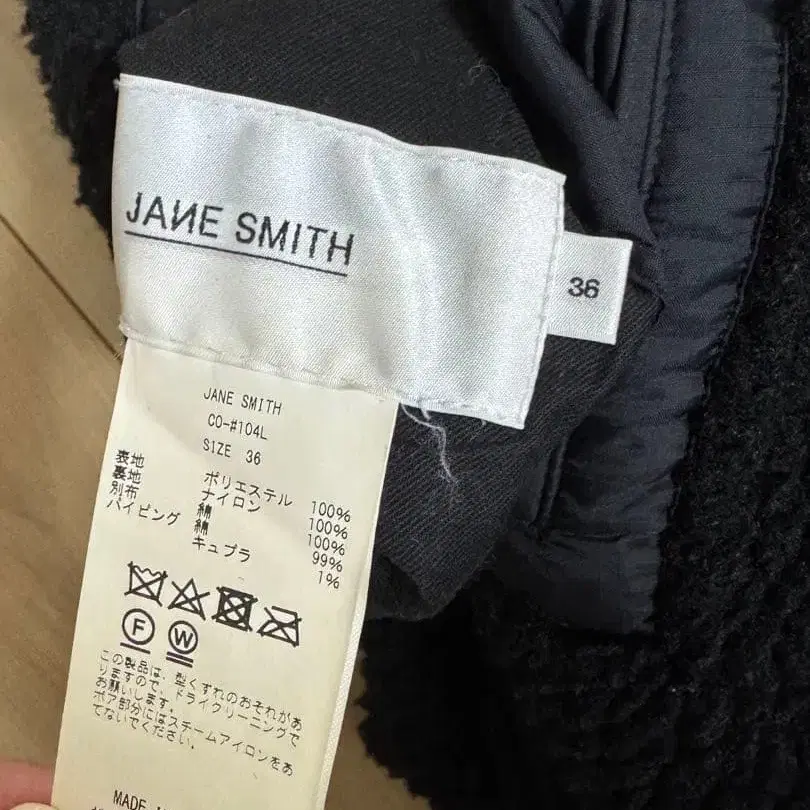 JAИE SMITH
36
JANE SMITH
CO-#104L
SIZE 36
表地 ポリエステル 100%
裏地 ナイロン 100%
別布 綿 100%
パイピング 綿 99%
キュプラ 1%
F W
この製品は、型くずれのおそれがあ
りますので、ドライクリーニングで
お願いします。
ボア部分にはスチームアイロンをあ
てないでください。
MADE